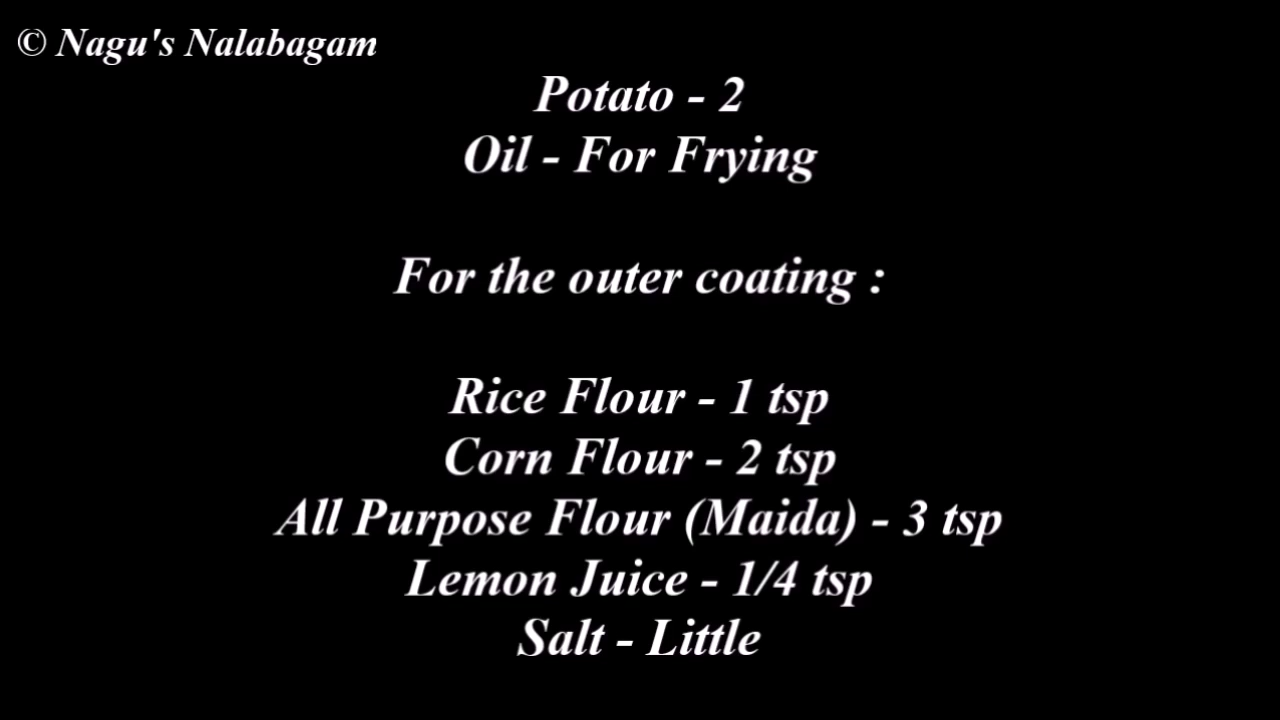 © Nagu's Nalabagam
Potato - 2
Oil - For Frying
For the outer coating :
Rice Flour - 1 tsp
Corn Flour - 2 tsp
All Purpose Flour (Maida) - 3 tsp
Lemon Juice - 1/4 tsp
Salt - Little